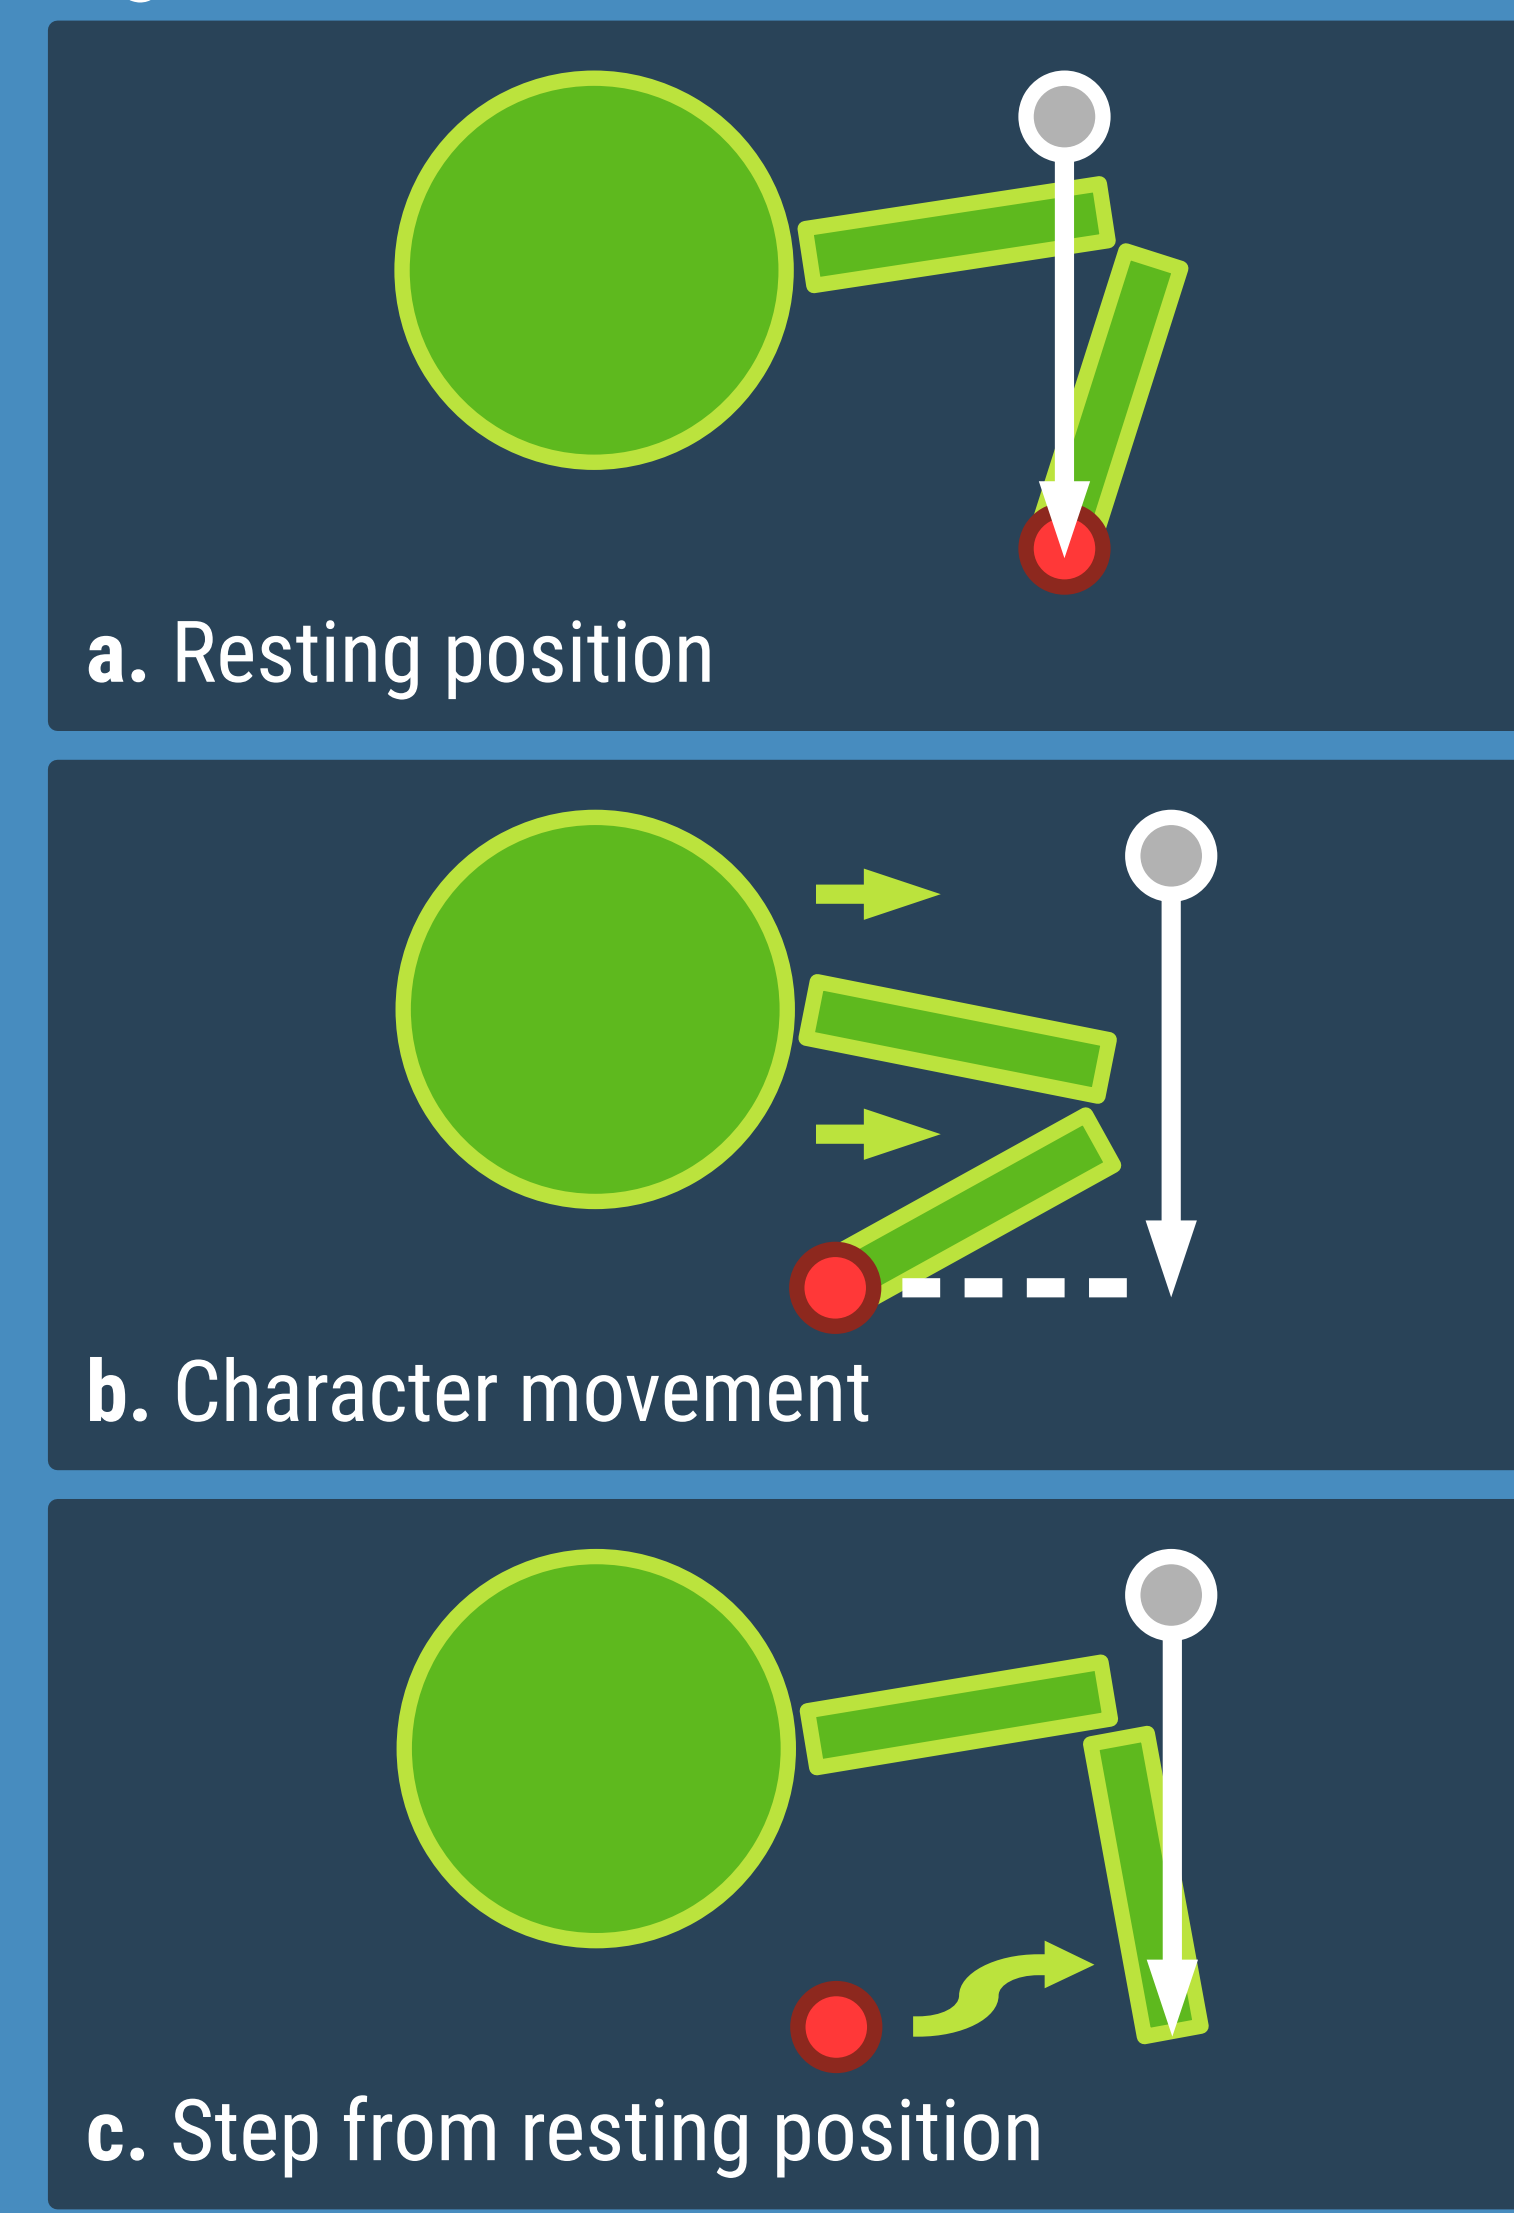 a. Resting position
b. Character movement
c. Step from resting position